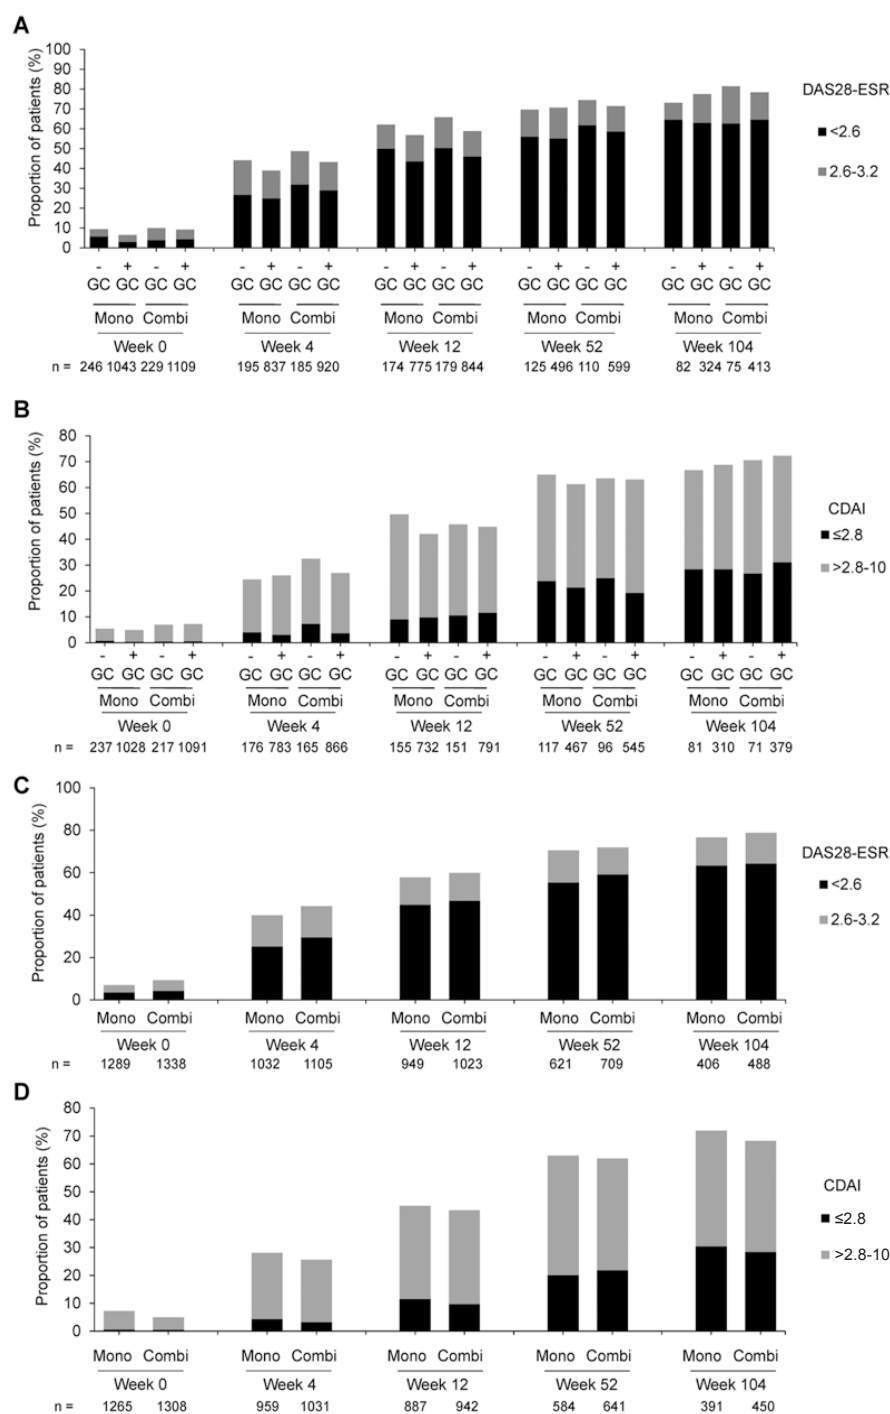 A
Proportion of patients (%)
100
90
80
70
60
50
40
30
20
10
0
DAS28-ESR
<2.6
2.6-3.2
- + - + - + - + - + - + - + - + - + - +
GC GC GC GC GC GC GC GC GC GC GC GC GC GC GC GC GC GC GC GC
Mono Combi Mono Combi Mono Combi Mono Combi Mono Combi
Week 0 Week 4 Week 12 Week 52 Week 104
n = 246 1043 229 1109 195 837 185 920 174 775 179 844 125 496 110 599 82 324 75 413
B
Proportion of patients (%)
80
70
60
50
40
30
20
10
0
CDAI
≤2.8
>2.8-10
- + - + - + - + - + - + - + - + - + - +
GC GC GC GC GC GC GC GC GC GC GC GC GC GC GC GC GC GC GC GC
Mono Combi Mono Combi Mono Combi Mono Combi Mono Combi
Week 0 Week 4 Week 12 Week 52 Week 104
n = 237 1028 217 1091 176 783 165 866 155 732 151 791 117 467 96 545 81 310 71 379
C
Proportion of patients (%)
100
80
60
40
20
0
DAS28-ESR
<2.6
2.6-3.2
Mono Combi Mono Combi Mono Combi Mono Combi Mono Combi
Week 0 Week 4 Week 12 Week 52 Week 104
n = 1289 1338 1032 1105 949 1023 621 709 406 488
D
Proportion of patients (%)
80
70
60
50
40
30
20
10
0
CDAI
≤2.8
>2.8-10
Mono Combi Mono Combi Mono Combi Mono Combi Mono Combi
Week 0 Week 4 Week 12 Week 52 Week 104
n = 1265 1308 959 1031 887 942 584 641 391 450